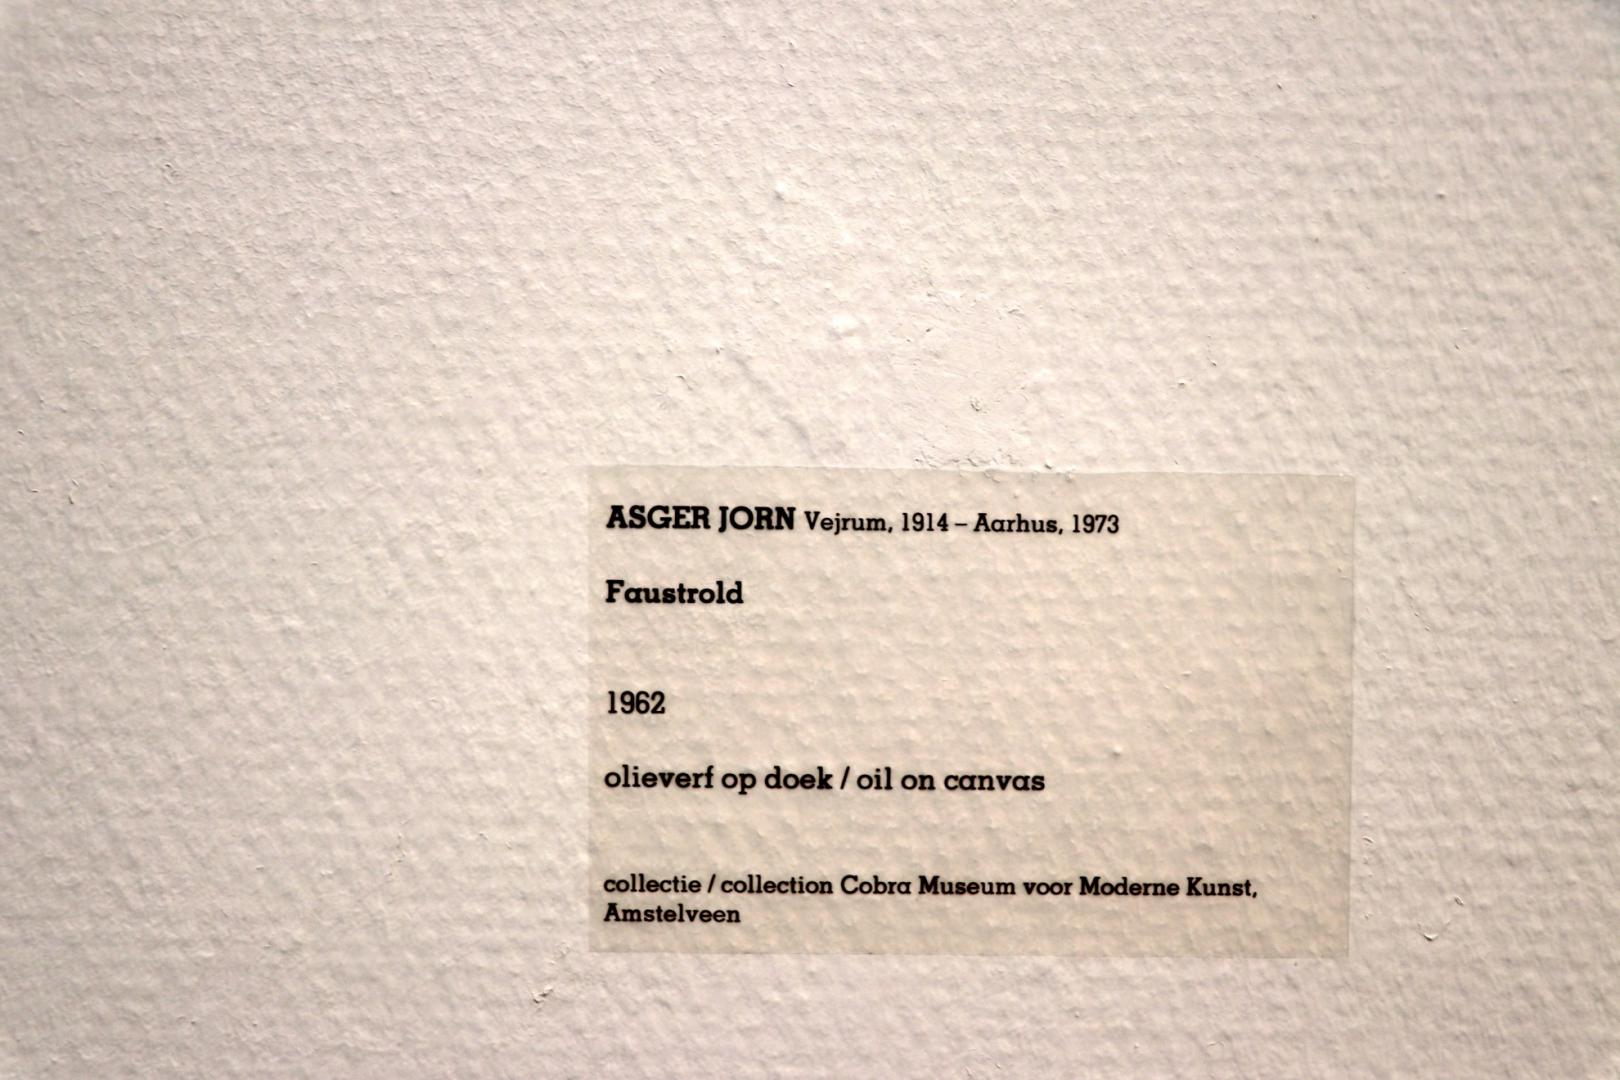 ASGER JORN Vejrum, 1914 – Aarhus, 1973
Faustrold
1962
olieverf op doek / oil on canvas
collectie / collection Cobra Museum voor Moderne Kunst,
Amstelveen